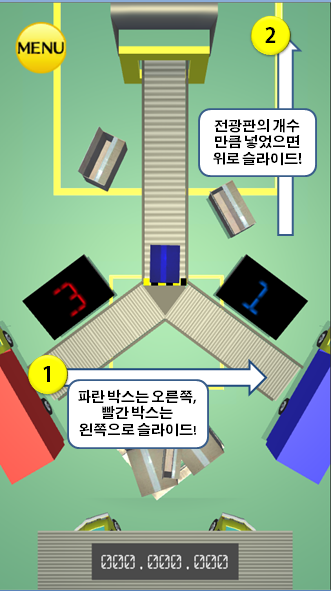 MENU
2
전광판의 개수
만큼 넣었으면
위로 슬라이드!
3
1
1
파란 박스는 오른쪽,
빨간 박스는
왼쪽으로 슬라이드!
000.000.000